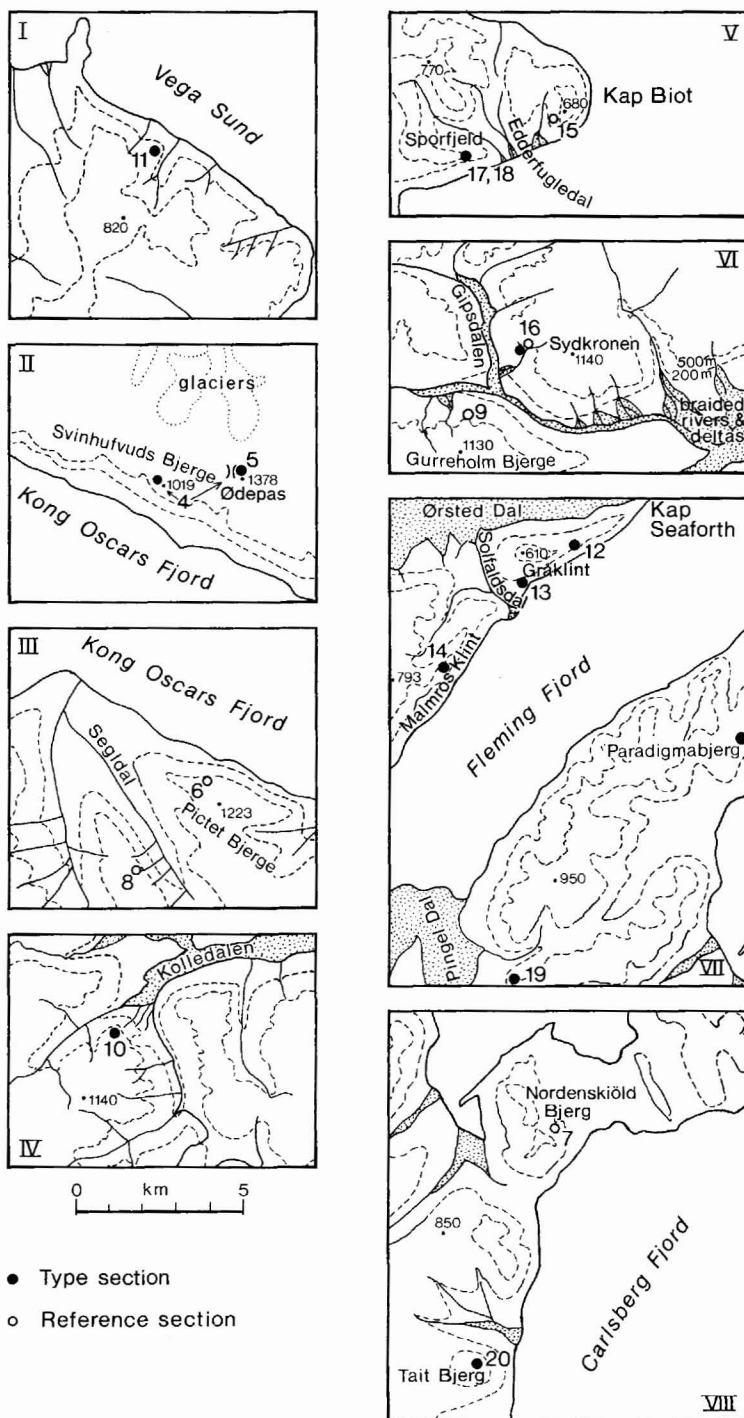 I
Vega Sund
11
820
II
glaciers
Svinhufvuds Bjerge
5
1019
1378
4
Ødepas
Kong Oscars Fjord
III
Kong Oscars Fjord
Segldal
6
1223
Pictet Bjerge
8
IV
Kolledalen
10
1140
0 km 5
Type section
Reference section
V
770
Kap Biot
680
15
Sporfjeld
Edderfugledal
17, 18
VI
Gipsdalen
16
Sydkronen
1140
500m
200m
braided
rivers &
deltas
9
1130
Gurreholm Bjerge
Ørsted Dal
Kap
Seaforth
Solfaldsdal
610
12
Gråklint
13
14
793
Malmros Klint
Fleming Fjord
Paradigmabjerg
950
Pingel Dal
19
VII
Nordenskiöld
Bjerg
7
850
Carlsberg Fjord
20
Tait Bjerg
VIII